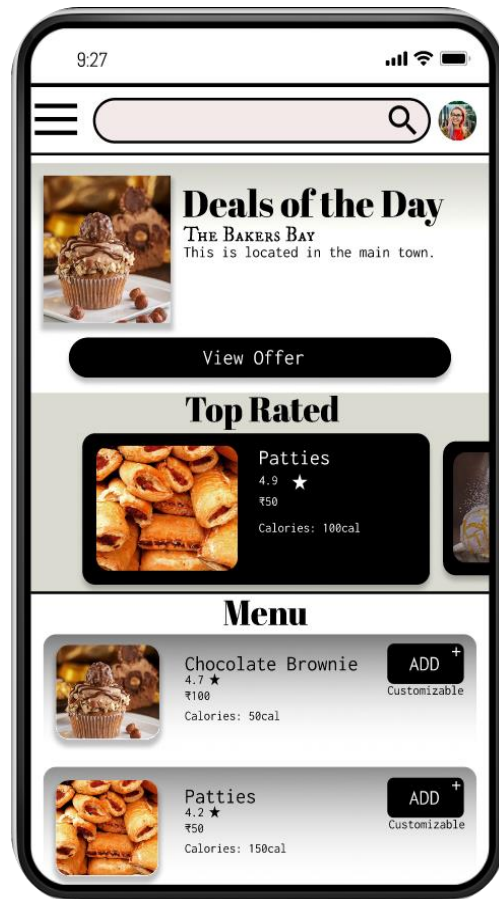 9:27
Deals of the Day
The Bakers Bay
This is located in the main town.
View Offer
Top Rated
Patties
4.9 ★
₹50
Calories: 100cal
Menu
Chocolate Brownie
4.7 ★
₹100
Calories: 50cal
ADD +
Customizable
Patties
4.2 ★
₹50
Calories: 150cal
ADD +
Customizable